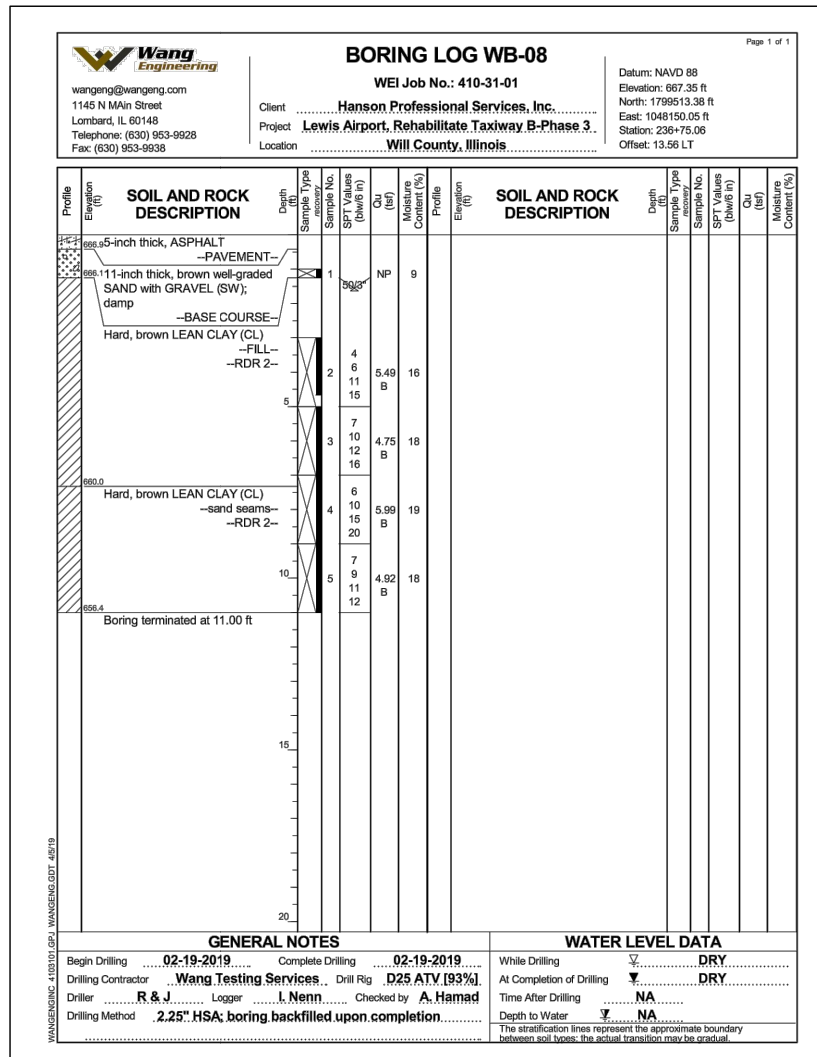 Page 1 of 1
Wang
Engineering
wangeng@wangeng.com
1145 N MAin Street
Lombard, IL 60148
Telephone: (630) 953-9928
Fax: (630) 953-9938
BORING LOG WB-08
WEI Job No.: 410-31-01
Client Hanson Professional Services, Inc.
Project Lewis Airport, Rehabilitate Taxiway B-Phase 3
Location Will County, Illinois
Datum: NAVD 88
Elevation: 667.35 ft
North: 1799513.38 ft
East: 1048150.05 ft
Station: 236+75.06
Offset: 13.56 LT
Profile
Elevation (ft)
SOIL AND ROCK DESCRIPTION
Depth (ft)
Sample Type
recovery
Sample No.
SPT Values (blw/6 in)
Qu (tsf)
Moisture Content (%)
Profile
Elevation (ft)
SOIL AND ROCK DESCRIPTION
Depth (ft)
Sample Type
recovery
Sample No.
SPT Values (blw/6 in)
Qu (tsf)
Moisture Content (%)
666.9 5-inch thick, ASPHALT
--PAVEMENT--
666.1 11-inch thick, brown well-graded
SAND with GRAVEL (SW);
damp
--BASE COURSE--
1 50/3" NP 9
Hard, brown LEAN CLAY (CL)
--FILL--
--RDR 2--
4
6
2 11 5.49 B 16
15
5
7
10
3 12 4.75 B 18
16
660.0
Hard, brown LEAN CLAY (CL)
--sand seams--
--RDR 2--
6
10
4 15 5.99 B 19
20
7
10 9
5 11 4.92 B 18
12
656.4
Boring terminated at 11.00 ft
15
20
WANGENGINC 4103101.GPJ WANGENG.GDT 4/5/19
GENERAL NOTES
Begin Drilling 02-19-2019 Complete Drilling 02-19-2019
Drilling Contractor Wang Testing Services Drill Rig D25 ATV [93%]
Driller R & J Logger I. Nenn Checked by A. Hamad
Drilling Method 2.25" HSA; boring backfilled upon completion
WATER LEVEL DATA
While Drilling DRY
At Completion of Drilling DRY
Time After Drilling NA
Depth to Water NA
The stratification lines represent the approximate boundary
between soil types; the actual transition may be gradual.